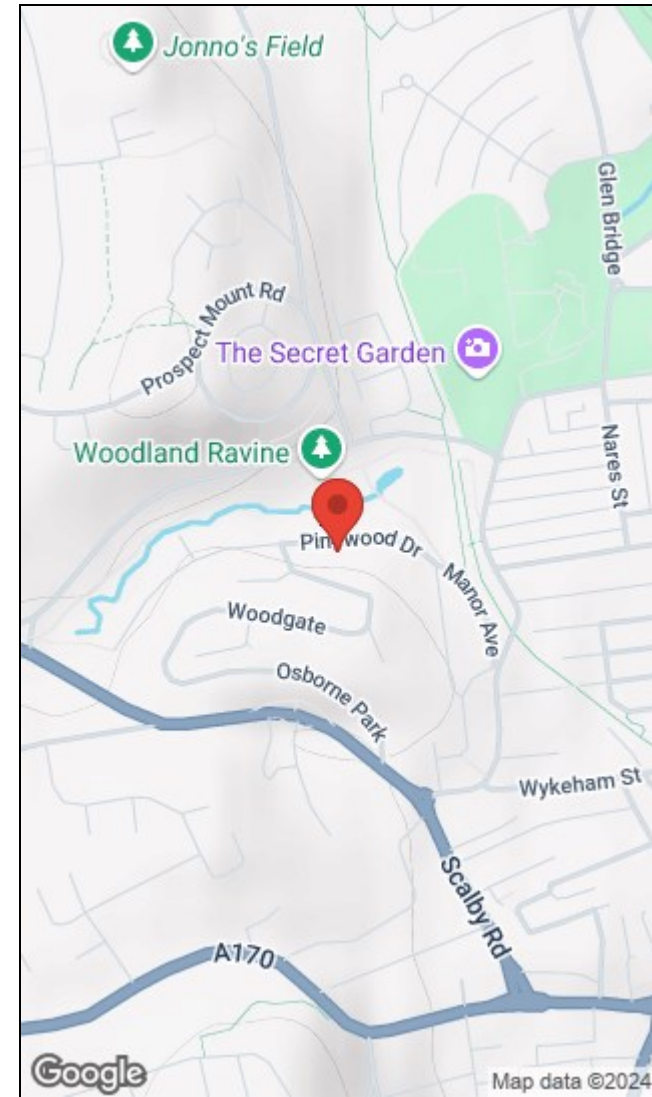 Jonno's Field
Glen Bridge
Prospect Mount Rd
The Secret Garden
Woodland Ravine
Nares St
Dr
Manor Ave
Woodgate
Osborne Park
Wykeham St
Scalby Rd
A170
Google
Map data ©2024